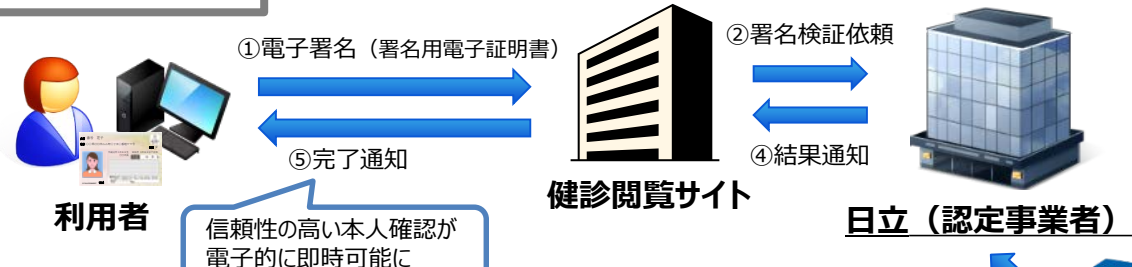 ①電子署名（署名用電子証明書）
②署名検証依頼
⑤完了通知
④結果通知
利用者
健診閲覧サイト
日立（認定事業者）
信頼性の高い本人確認が
電子的に即時可能に